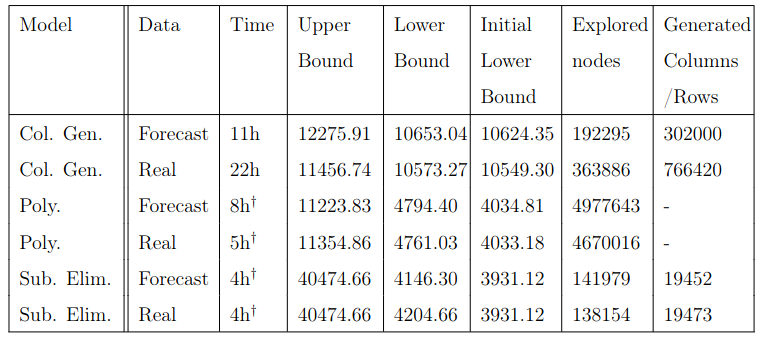 Model Data Time Upper Bound Lower Bound Initial Lower Bound Explored nodes Generated Columns /Rows
Col. Gen. Forecast 11h 12275.91 10653.04 10624.35 192295 302000
Col. Gen. Real 22h 11456.74 10573.27 10549.30 363886 766420
Poly. Forecast 8h† 11223.83 4794.40 4034.81 4977643 -
Poly. Real 5h† 11354.86 4761.03 4033.18 4670016 -
Sub. Elim. Forecast 4h† 40474.66 4146.30 3931.12 141979 19452
Sub. Elim. Real 4h† 40474.66 4204.66 3931.12 138154 19473